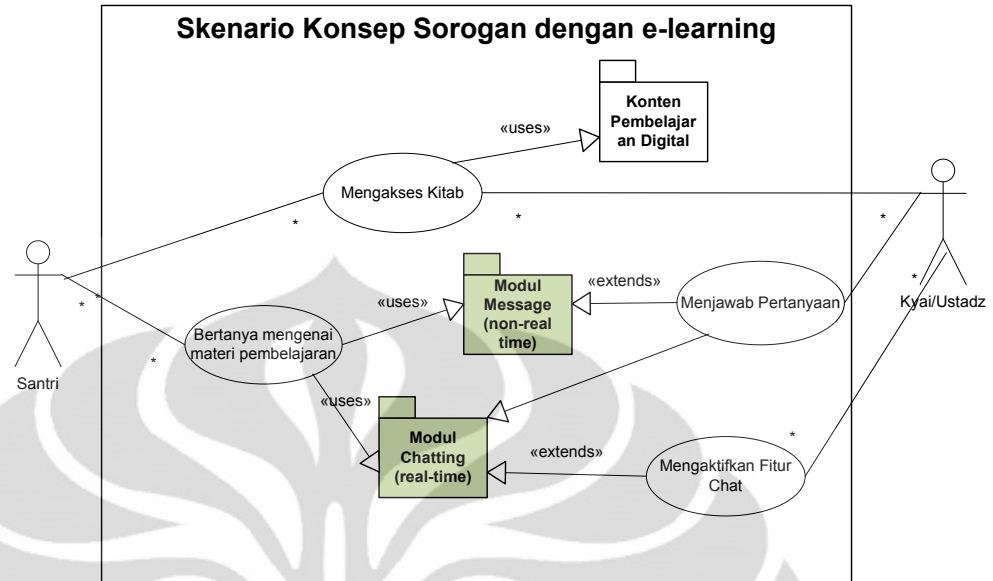 Skenario Konsep Sorogan dengan e-learning
Konten
Pembelajar
an Digital
«uses»
Mengakses Kitab
*
*
*
*
Kyai/Ustadz
Modul
Message
(non-real
time)
«extends»
Menjawab Pertanyaan
«uses»
*
*
Bertanya mengenai
materi pembelajaran
*
Santri
«uses»
Modul
Chatting
(real-time)
«extends»
Mengaktifkan Fitur
Chat
*